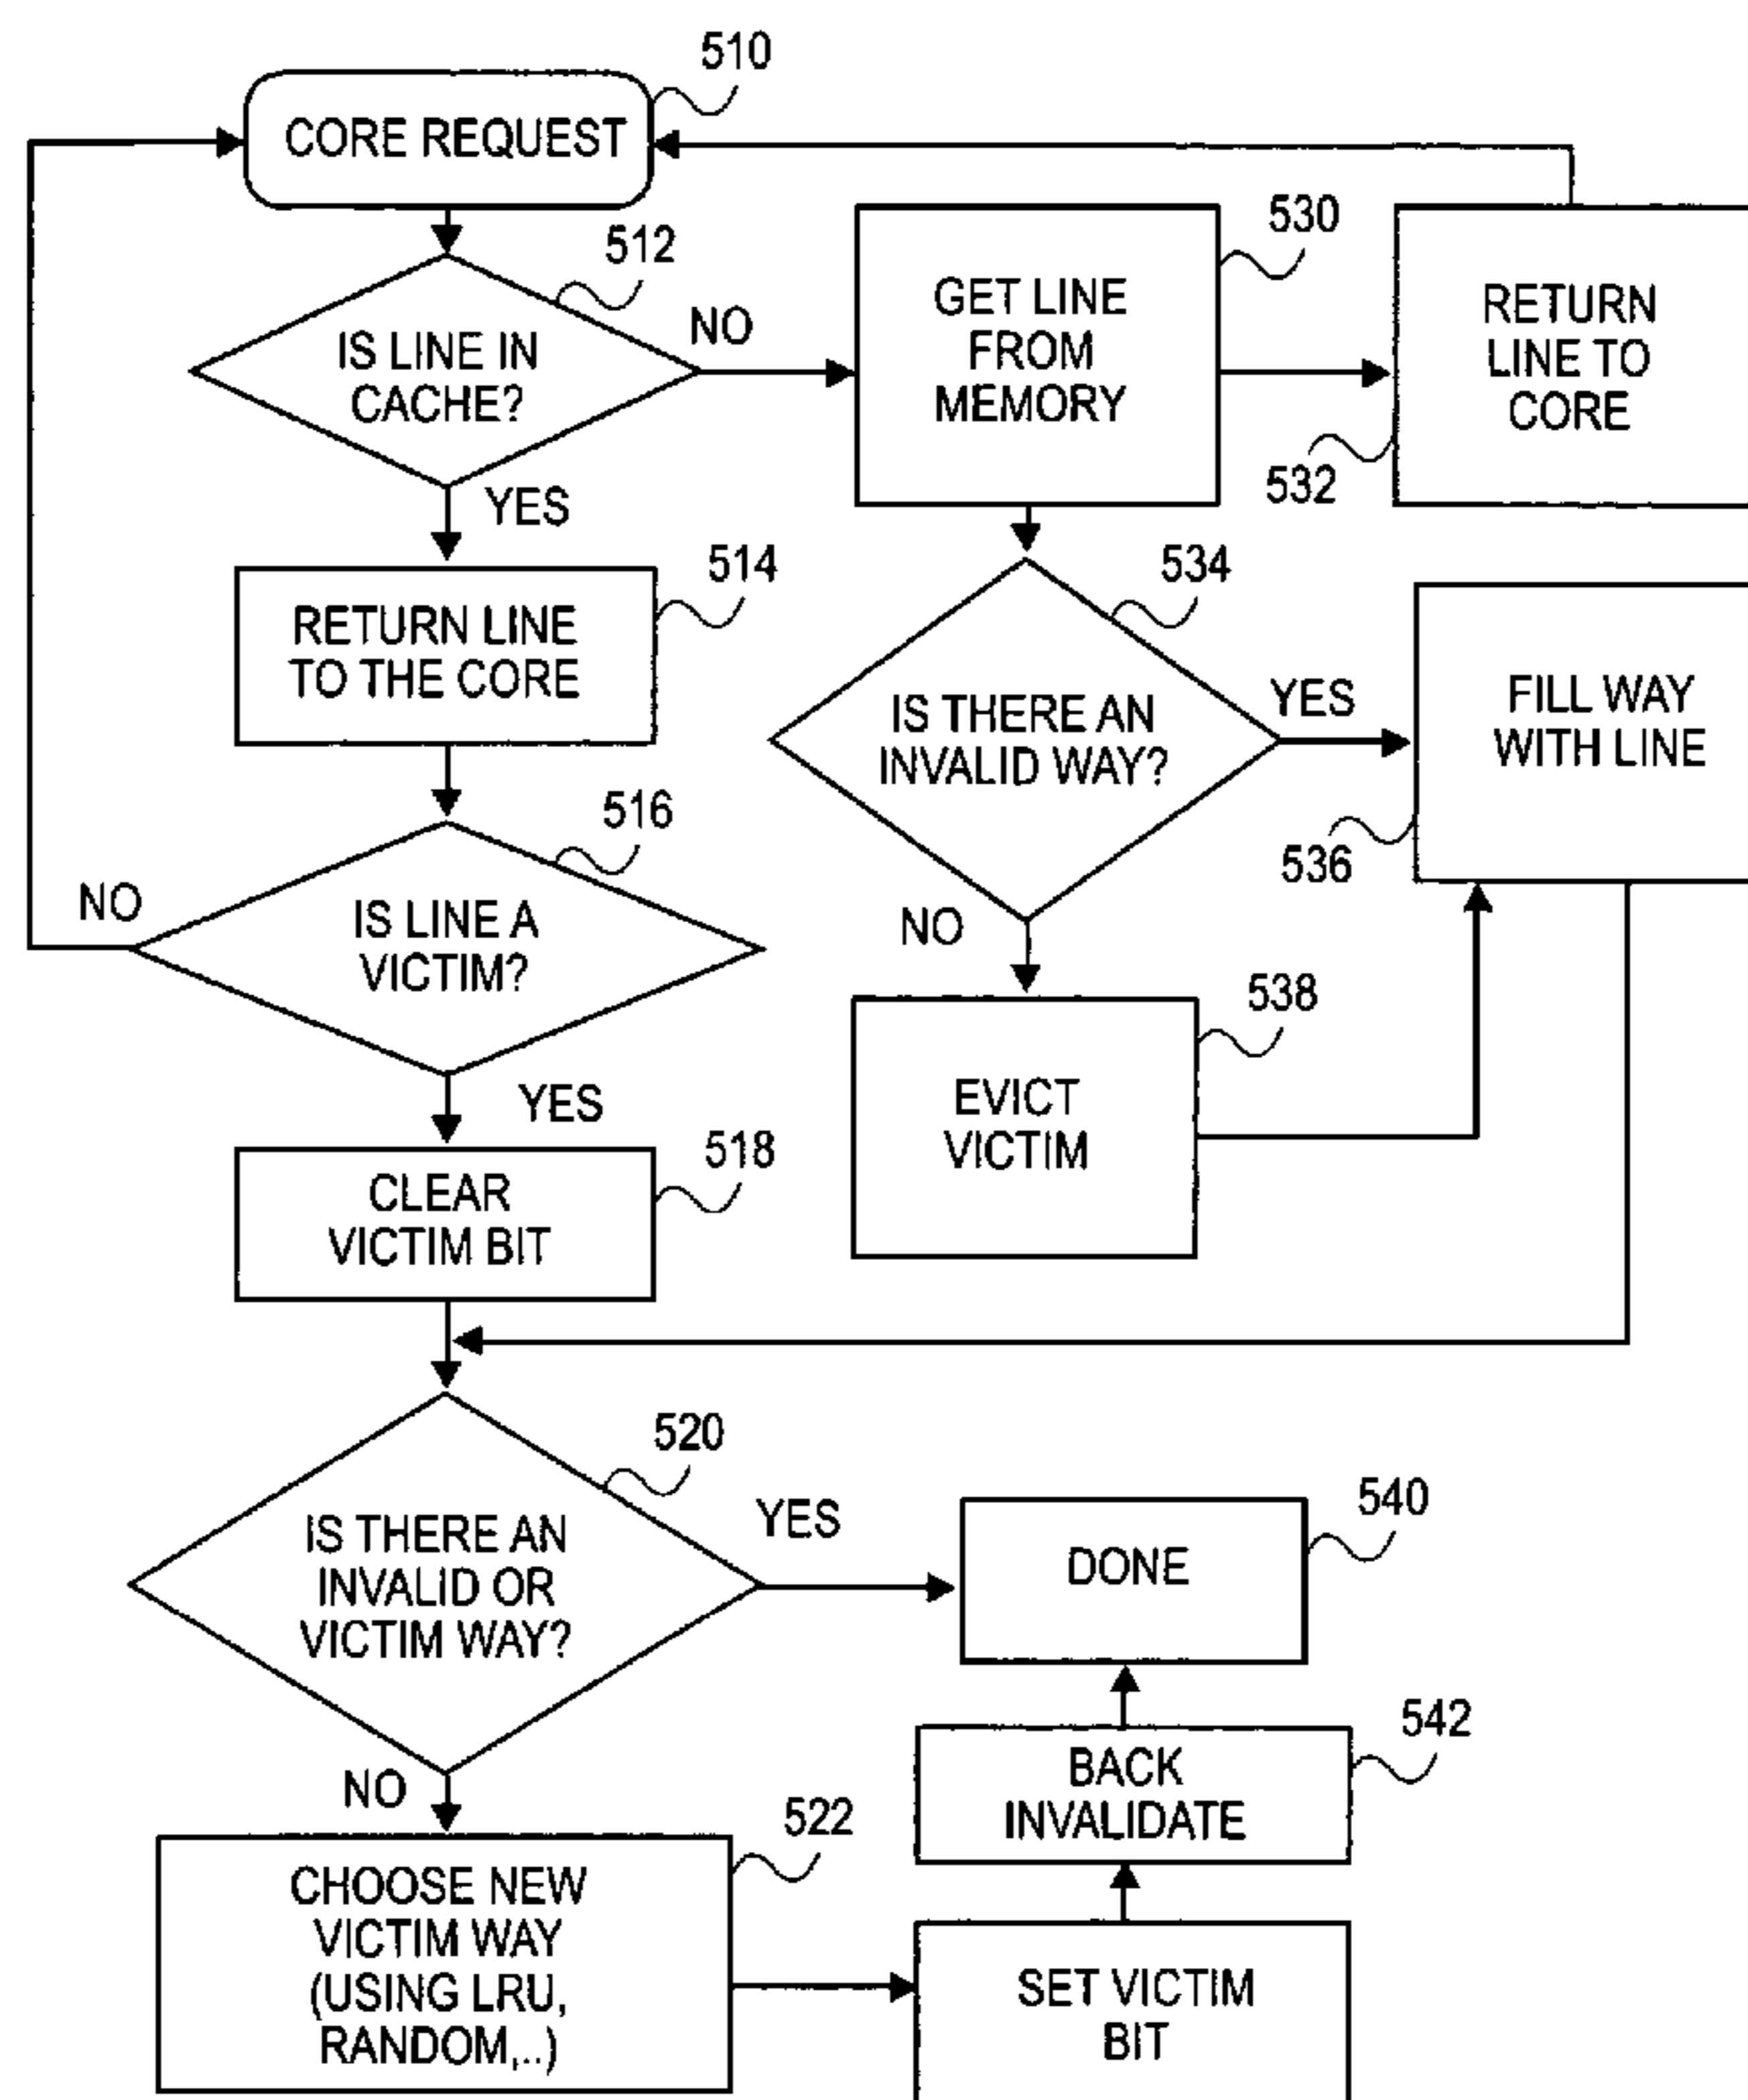 510
CORE REQUEST
512
IS LINE IN
CACHE?
NO
YES
530
GET LINE
FROM
MEMORY
RETURN
LINE TO
CORE
532
514
RETURN LINE
TO THE CORE
534
IS THERE AN
INVALID WAY?
YES
NO
FILL WAY
WITH LINE
536
516
IS LINE A
VICTIM?
NO
YES
538
EVICT
VICTIM
518
CLEAR
VICTIM BIT
520
IS THERE AN
INVALID OR
VICTIM WAY?
YES
NO
540
DONE
542
BACK
INVALIDATE
522
CHOOSE NEW
VICTIM WAY
(USING LRU,
RANDOM,..)
SET VICTIM
BIT